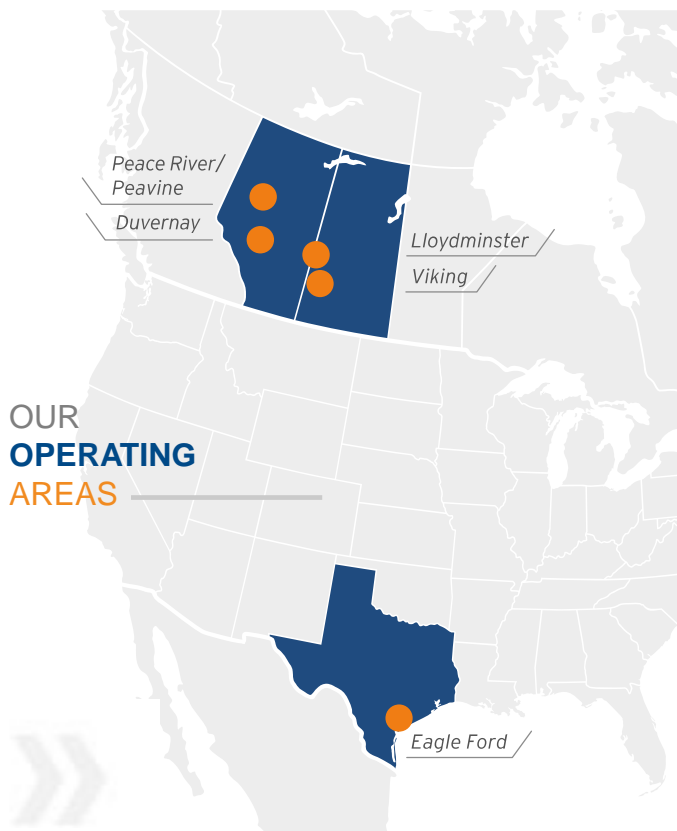 Peace River/
Peavine
Duvernay
Lloydminster
Viking
OUR
OPERATING
AREAS
Eagle Ford